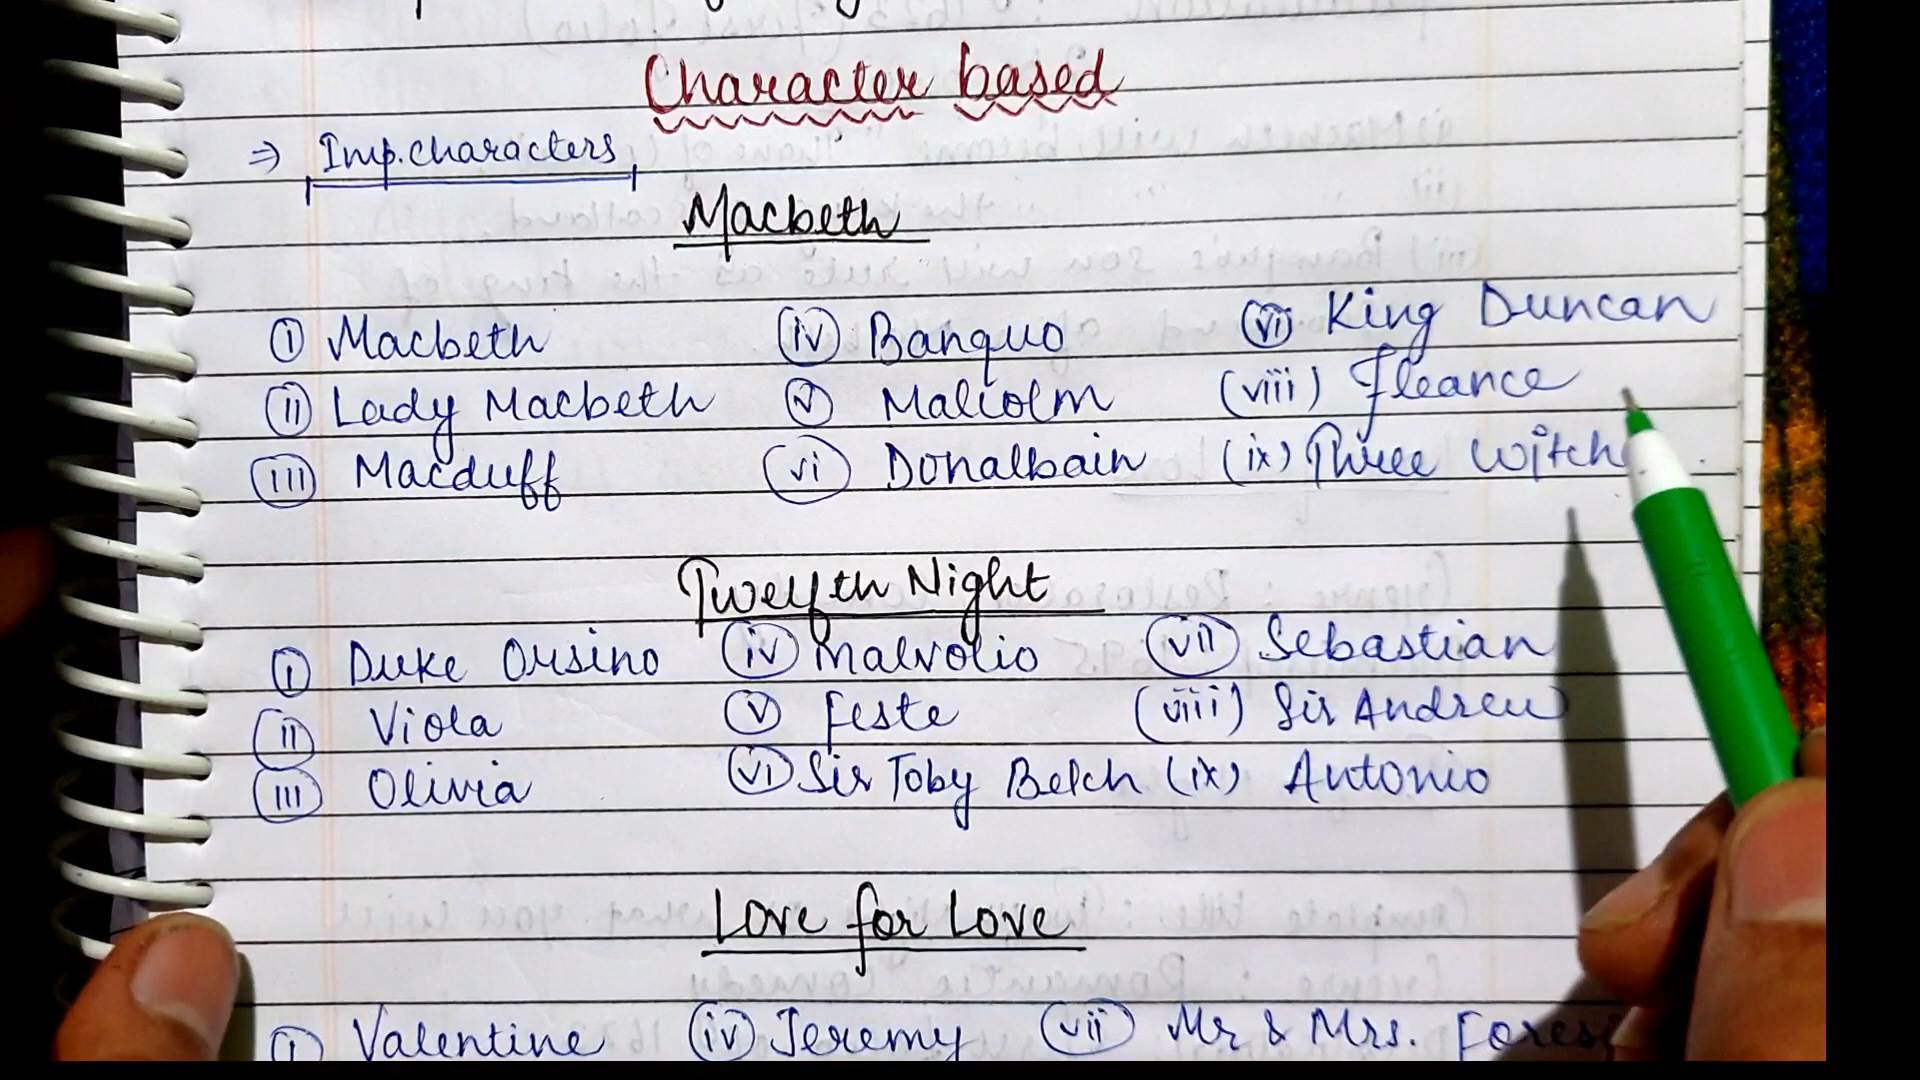 Character based
⇒ Imp. characters
Macbeth
(i) Macbeth (iv) Banquo (vi) King Duncan
(ii) Lady Macbeth (v) Malcolm (viii) Fleance
(iii) Macduff (vi) Donalbain (ix) Three
Twelfth Night
(i) Duke Orsino (iv) Malvolio (vii) Sebastian
(ii) Viola (v) Feste (viii) Sir Andrew
(iii) Olivia (vi) Sir Toby Belch (ix) Antonio
Love for Love
(i) Valentine (iv) Jeremy (vii) Mr & Mrs.